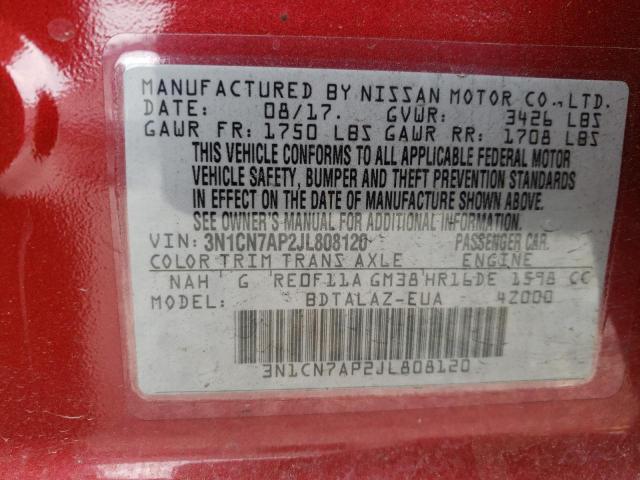 MANUFACTURED BY NISSAN MOTOR CO.,LTD.
DATE: 08/17. GVWR: 3426 LBS
GAWR FR: 1750 LBS GAWR RR: 1708 LBS
THIS VEHICLE CONFORMS TO ALL APPLICABLE FEDERAL MOTOR
VEHICLE SAFETY, BUMPER AND THEFT PREVENTION STANDARDS
IN EFFECT ON THE DATE OF MANUFACTURE SHOWN ABOVE.
SEE OWNER'S MANUAL FOR ADDITIONAL INFORMATION.
VIN: 3N1CN7AP2JL808120 PASSENGER CAR.
COLOR TRIM TRANS AXLE ENGINE
NAH G RE0F11A GM38 HR16DE 1598 CC
MODEL: BDTALAZ-EUA 4Z000
3N1CN7AP2JL808120